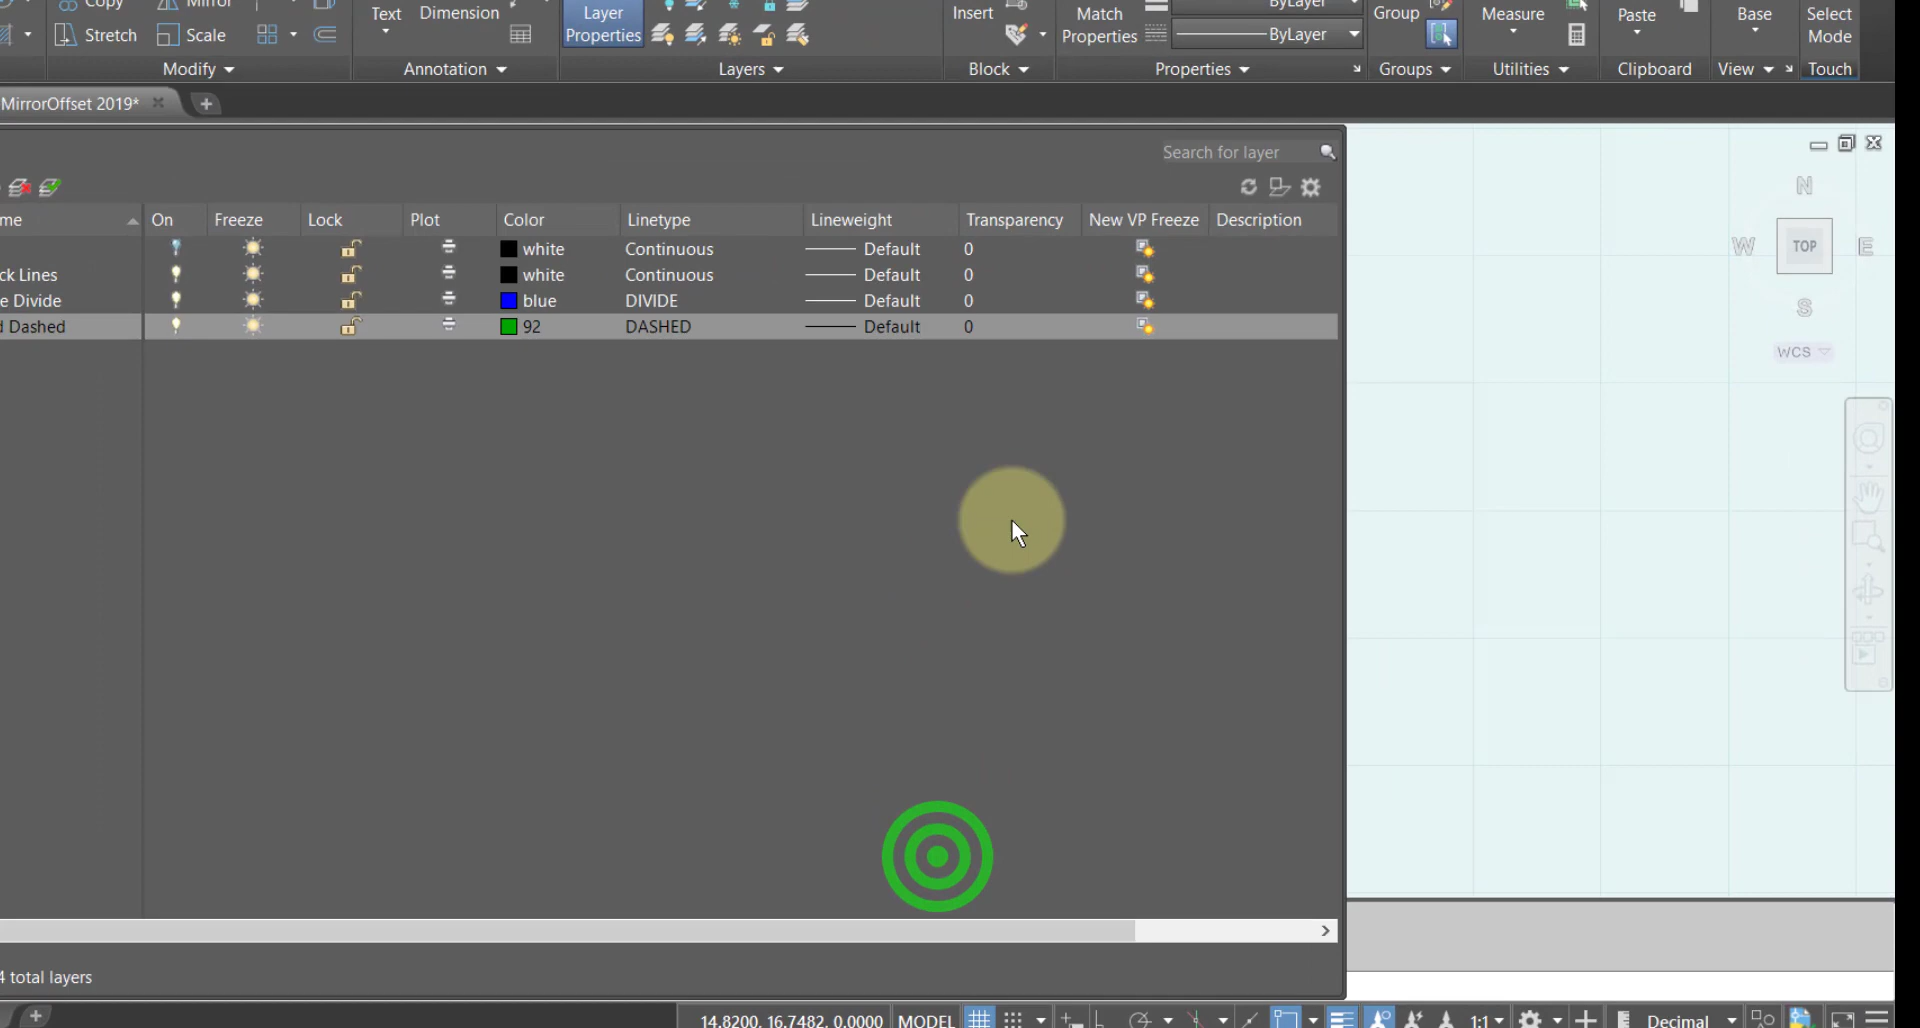 Copy Mirror
Text Dimension Layer Properties Insert Match Properties ByLayer Group Measure Paste Base Select Mode
Stretch Scale ByLayer
Modify Annotation Layers Block Properties Groups Utilities Clipboard View Touch
MirrorOffset 2019*
Search for layer
me On Freeze Lock Plot Color Linetype Lineweight Transparency New VP Freeze Description
white Continuous Default 0
ck Lines white Continuous Default 0
e Divide blue DIVIDE Default 0
d Dashed 92 DASHED Default 0
N
W TOP E
S
WCS
4 total layers
14.8200, 16.7482, 0.0000 MODEL 1:1 Decimal